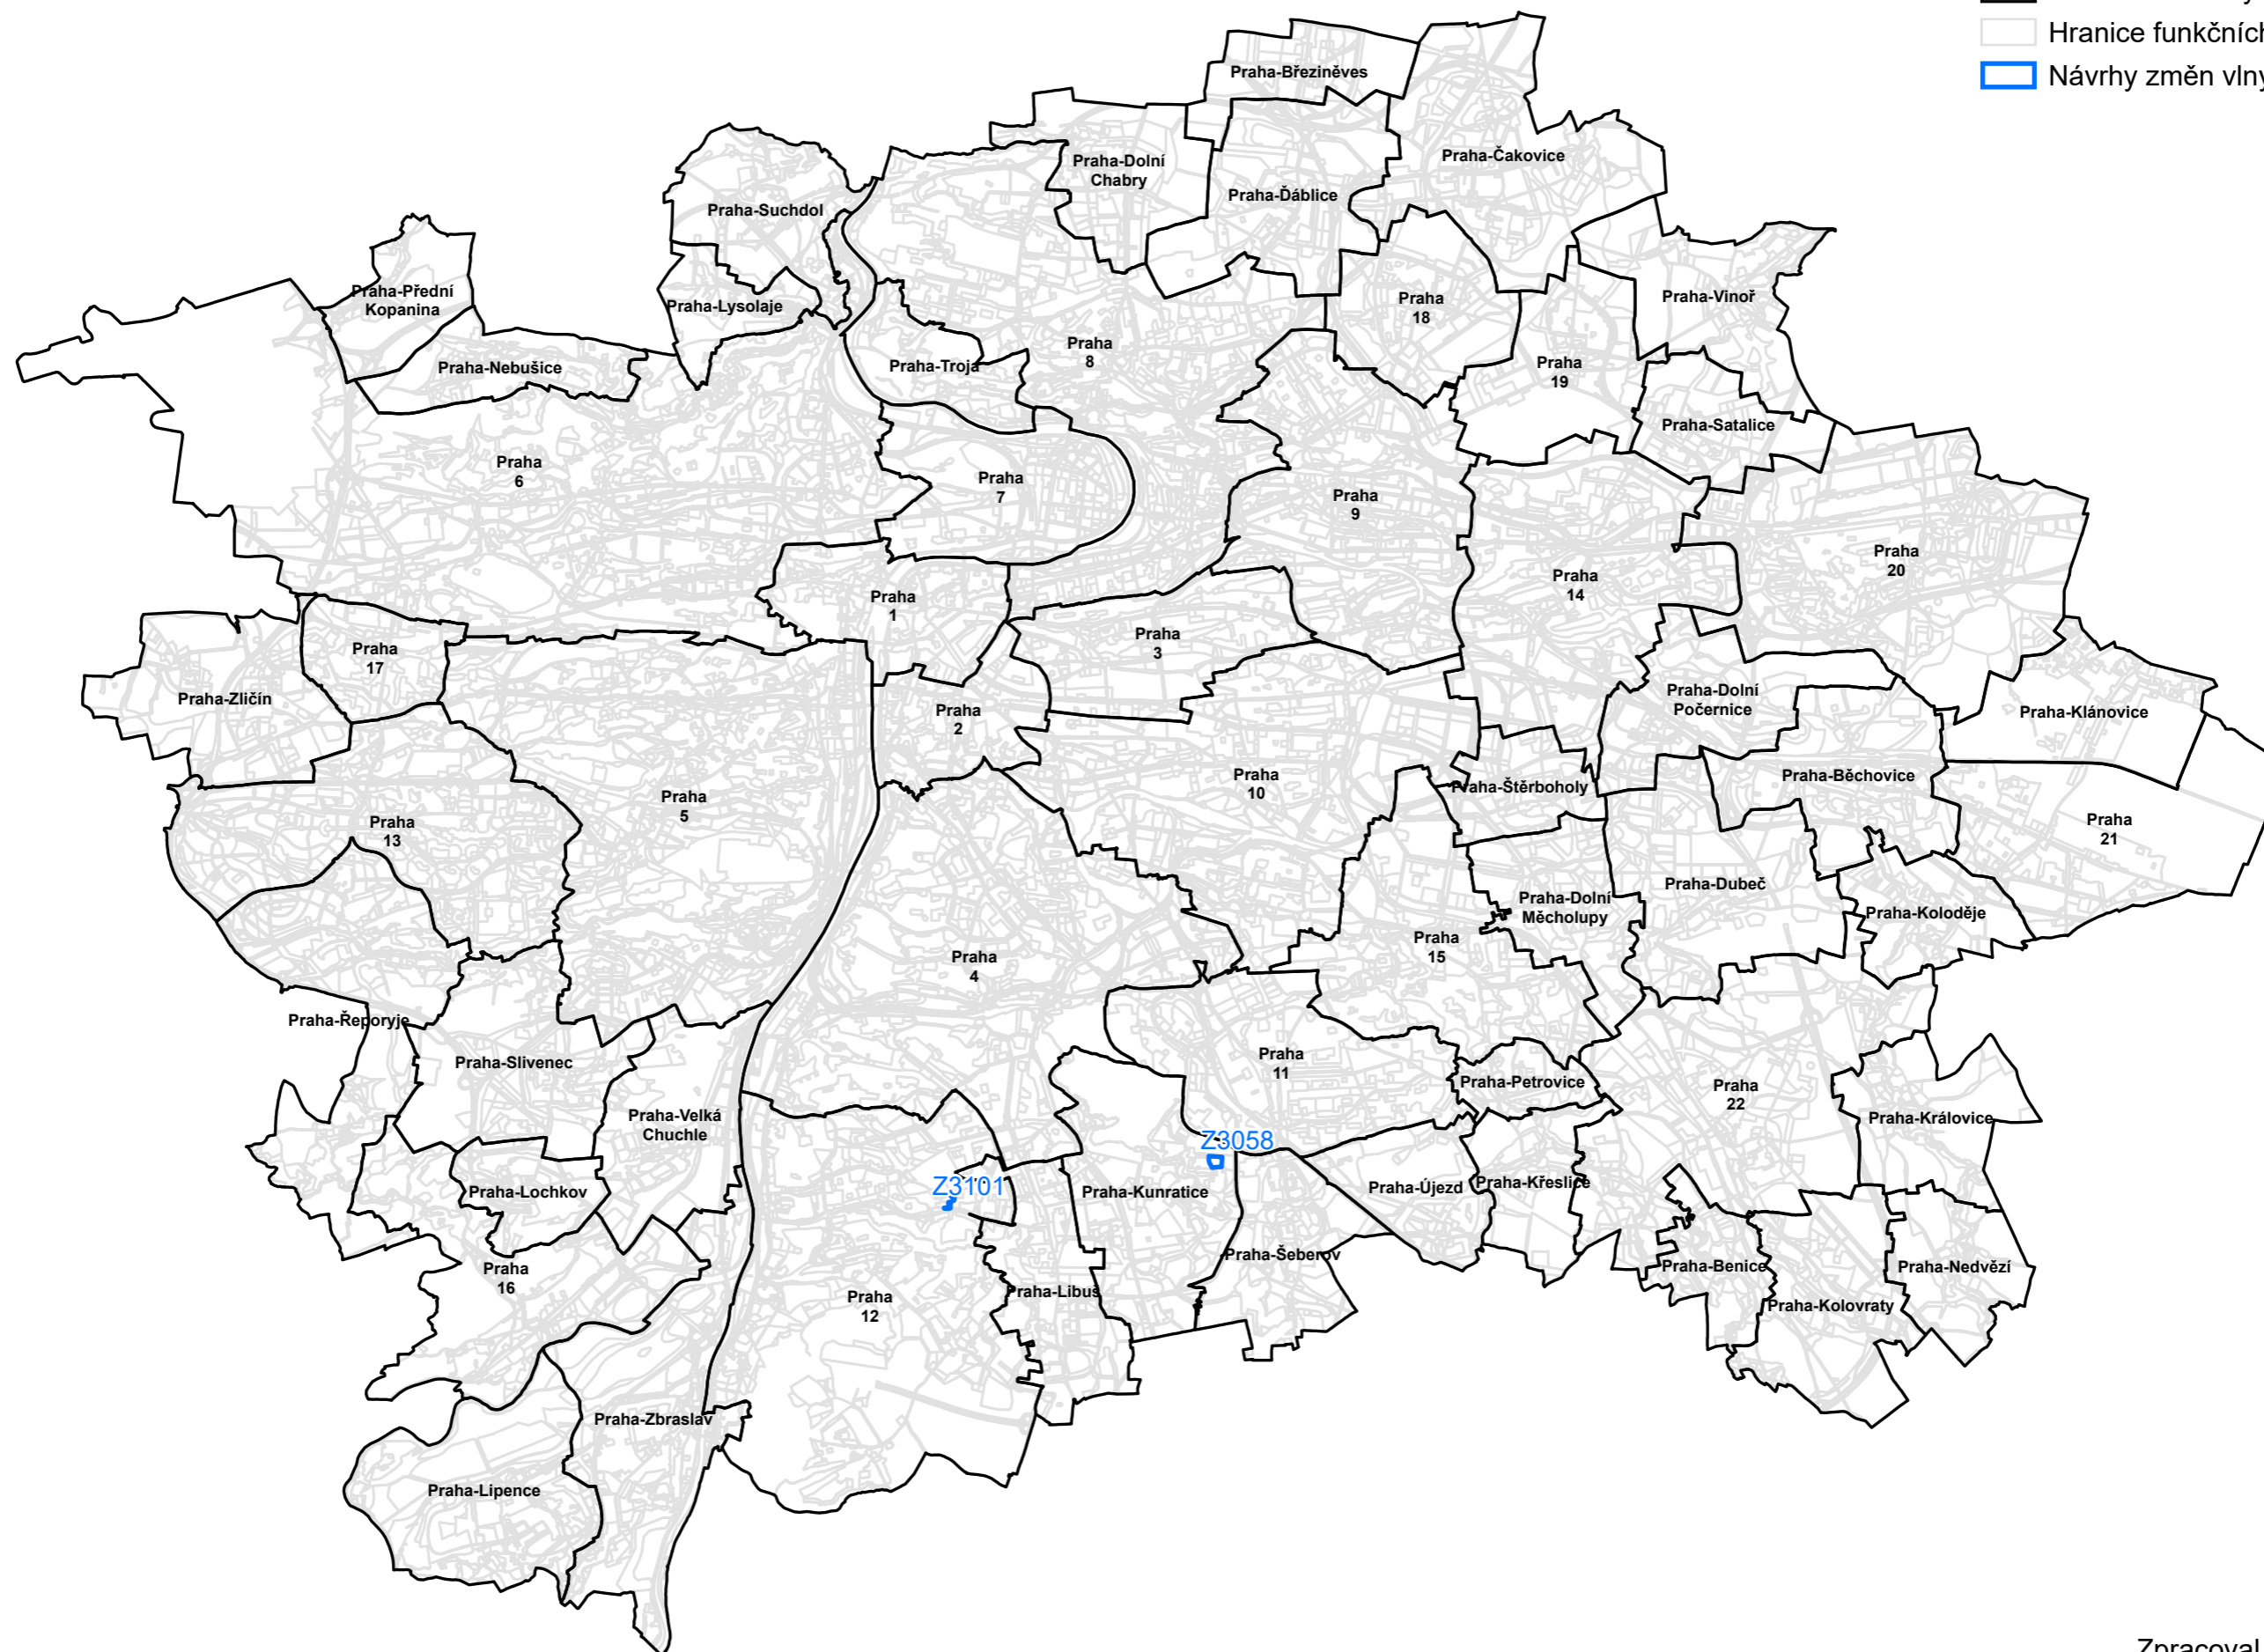 Hranice funkčních
Návrhy změn vlny
Praha-Březiněves
Praha-Čakovice
Praha-Dolní
Chabry
Praha-Ďáblice
Praha-Suchdol
Praha-Přední
Kopanina
Praha-Lysolaje
Praha-Vinoř
Praha
18
Praha-Nebušice
Praha-Troja
Praha
8
Praha
19
Praha-Satalice
Praha
6
Praha
7
Praha
9
Praha
20
Praha
14
Praha
1
Praha
3
Praha
17
Praha-Zličín
Praha-Dolní
Počernice
Praha
2
Praha-Klánovice
Praha
10
Praha-Štěrboholy
Praha-Běchovice
Praha
5
Praha
13
Praha
21
Praha-Dubeč
Praha-Dolní
Měcholupy
Praha-Koloděje
Praha
15
Praha
4
Praha-Řeporyje
Praha-Slivenec
Praha
11
Praha-Petrovice
Praha
22
Praha-Královice
Praha-Velká
Chuchle
Z3058
Z3101
Praha-Lochkov
Praha-Kunratice
Praha-Újezd
Praha-Křeslice
Praha-Šeberov
Praha
16
Praha-Benice
Praha-Nedvězí
Praha-Libuš
Praha
12
Praha-Kolovraty
Praha-Zbraslav
Praha-Lipence
Zpracoval